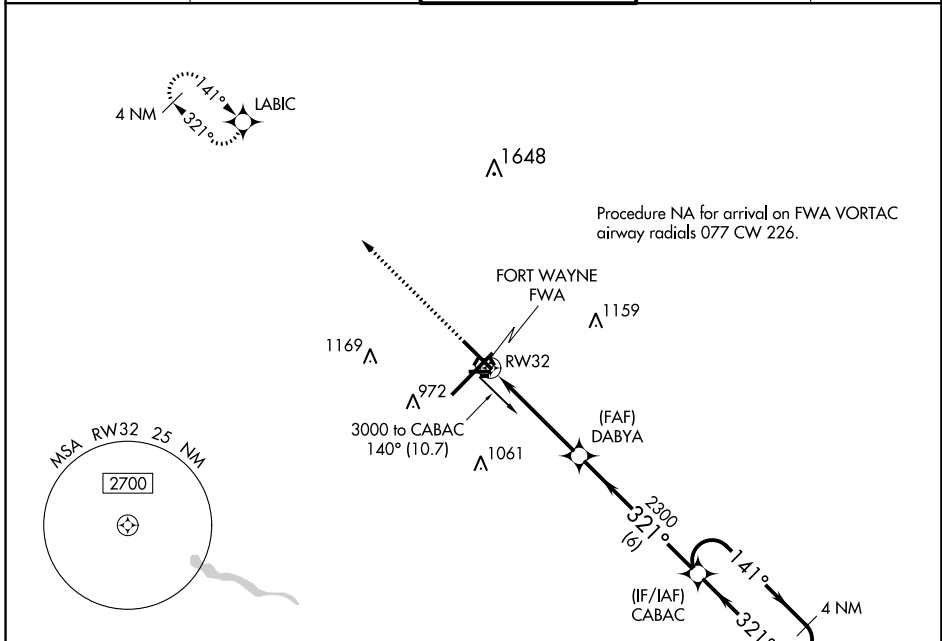 141°
LABIC
4 NM
321°
1648
Procedure NA for arrival on FWA VORTAC
airway radials 077 CW 226.
FORT WAYNE
FWA
1159
1169
RW32
972
(FAF)
DABYA
3000 to CABAC
140° (10.7)
1061
MSA RW32 25 NM
2700
2300
321°
(6)
141°
(IF/IAF)
CABAC
4 NM
321°